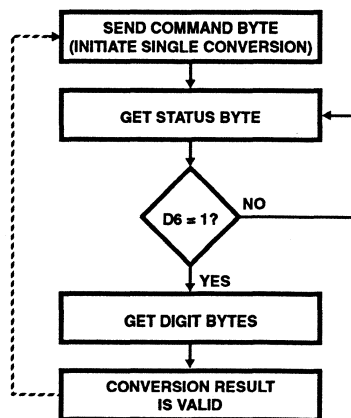 SEND COMMAND BYTE
(INITIATE SINGLE CONVERSION)
GET STATUS BYTE
D6 = 1?
NO
YES
GET DIGIT BYTES
CONVERSION RESULT
IS VALID